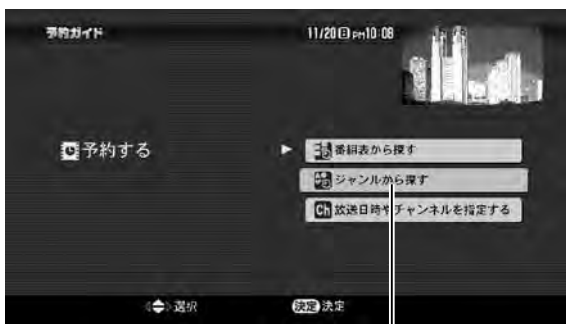 予約ガイド
11/20日 PM10:08
予約する
番組表から探す
ジャンルから探す
Ch 放送日時やチャンネルを指定する
選択
決定 決定